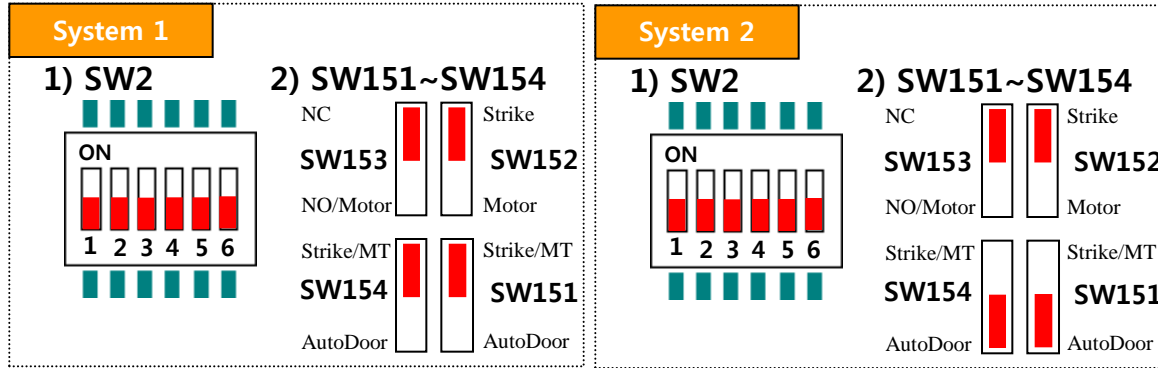 System 1
1) SW2
2) SW151~SW154
ON
1 2 3 4 5 6
NC
Strike
SW153
SW152
NO/Motor
Motor
Strike/MT
Strike/MT
SW154
SW151
AutoDoor
AutoDoor
System 2
1) SW2
2) SW151~SW154
ON
1 2 3 4 5 6
NC
Strike
SW153
SW152
NO/Motor
Motor
Strike/MT
Strike/MT
SW154
SW151
AutoDoor
AutoDoor